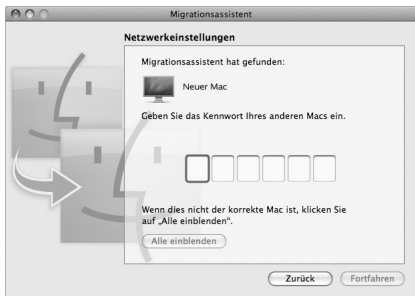 Migrationsassistent
Netzwerkeinstellungen
Migrationsassistent hat gefunden:
Neuer Mac
Geben Sie das Kennwort Ihres anderen Macs ein.
Wenn dies nicht der korrekte Mac ist, klicken Sie
auf „Alle einblenden“.
Alle einblenden
Zurück Fortfahren